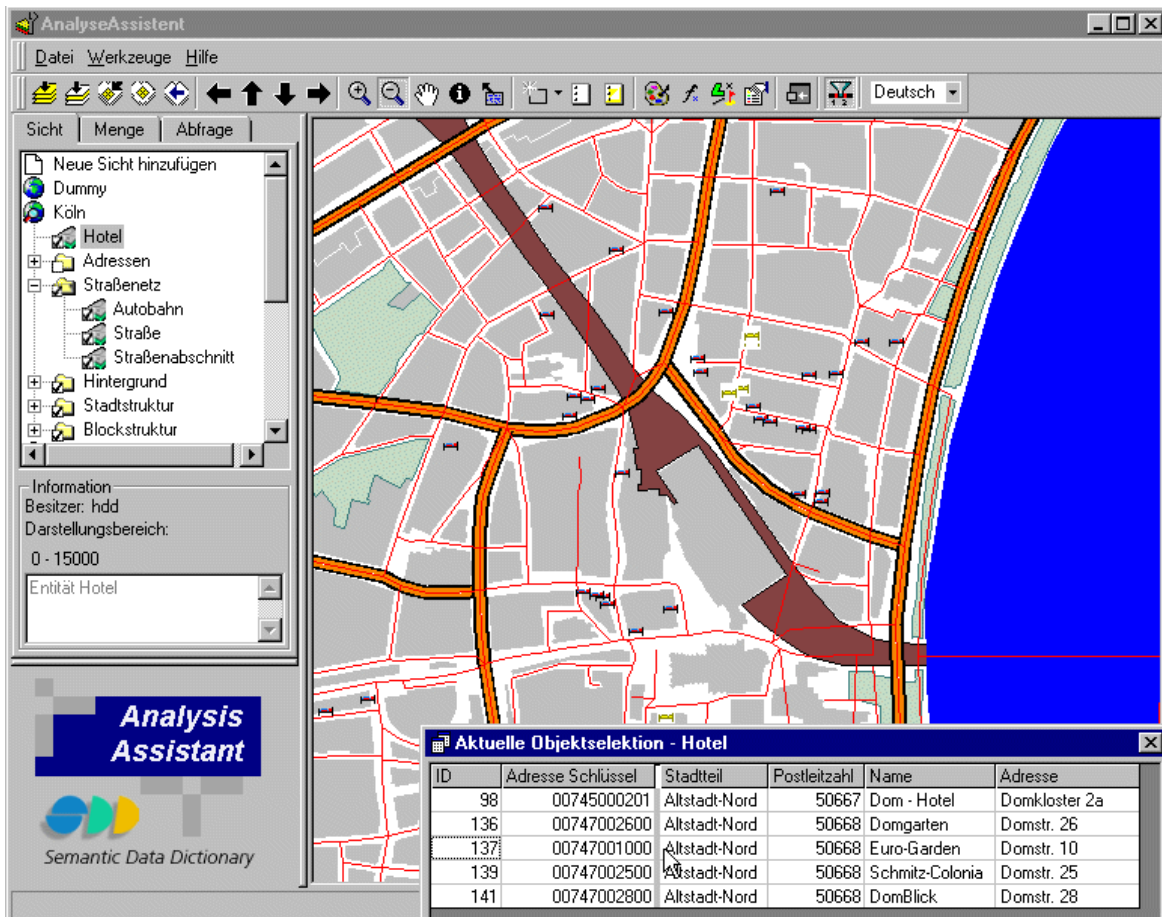 AnalyseAssistent
Datei Werkzeuge Hilfe
Deutsch
Sicht Menge Abfrage
Neue Sicht hinzufügen
Dummy
Köln
Hotel
Adressen
Straßenetz
Autobahn
Straße
Straßenabschnitt
Hintergrund
Stadtstruktur
Blockstruktur
Information
Besitzer: hdd
Darstellungsbereich:
0 - 15000
Entität Hotel
Analysis
Assistant
SDD
Semantic Data Dictionary
Aktuelle Objektselektion - Hotel
ID Adresse Schlüssel Stadtteil Postleitzahl Name Adresse
98 00745000201 Altstadt-Nord 50667 Dom - Hotel Domkloster 2a
136 00747002600 Altstadt-Nord 50668 Domgarten Domstr. 26
137 00747001000 Altstadt-Nord 50668 Euro-Garden Domstr. 10
139 00747002500 Altstadt-Nord 50668 Schmitz-Colonia Domstr. 25
141 00747002800 Altstadt-Nord 50668 DomBlick Domstr. 28